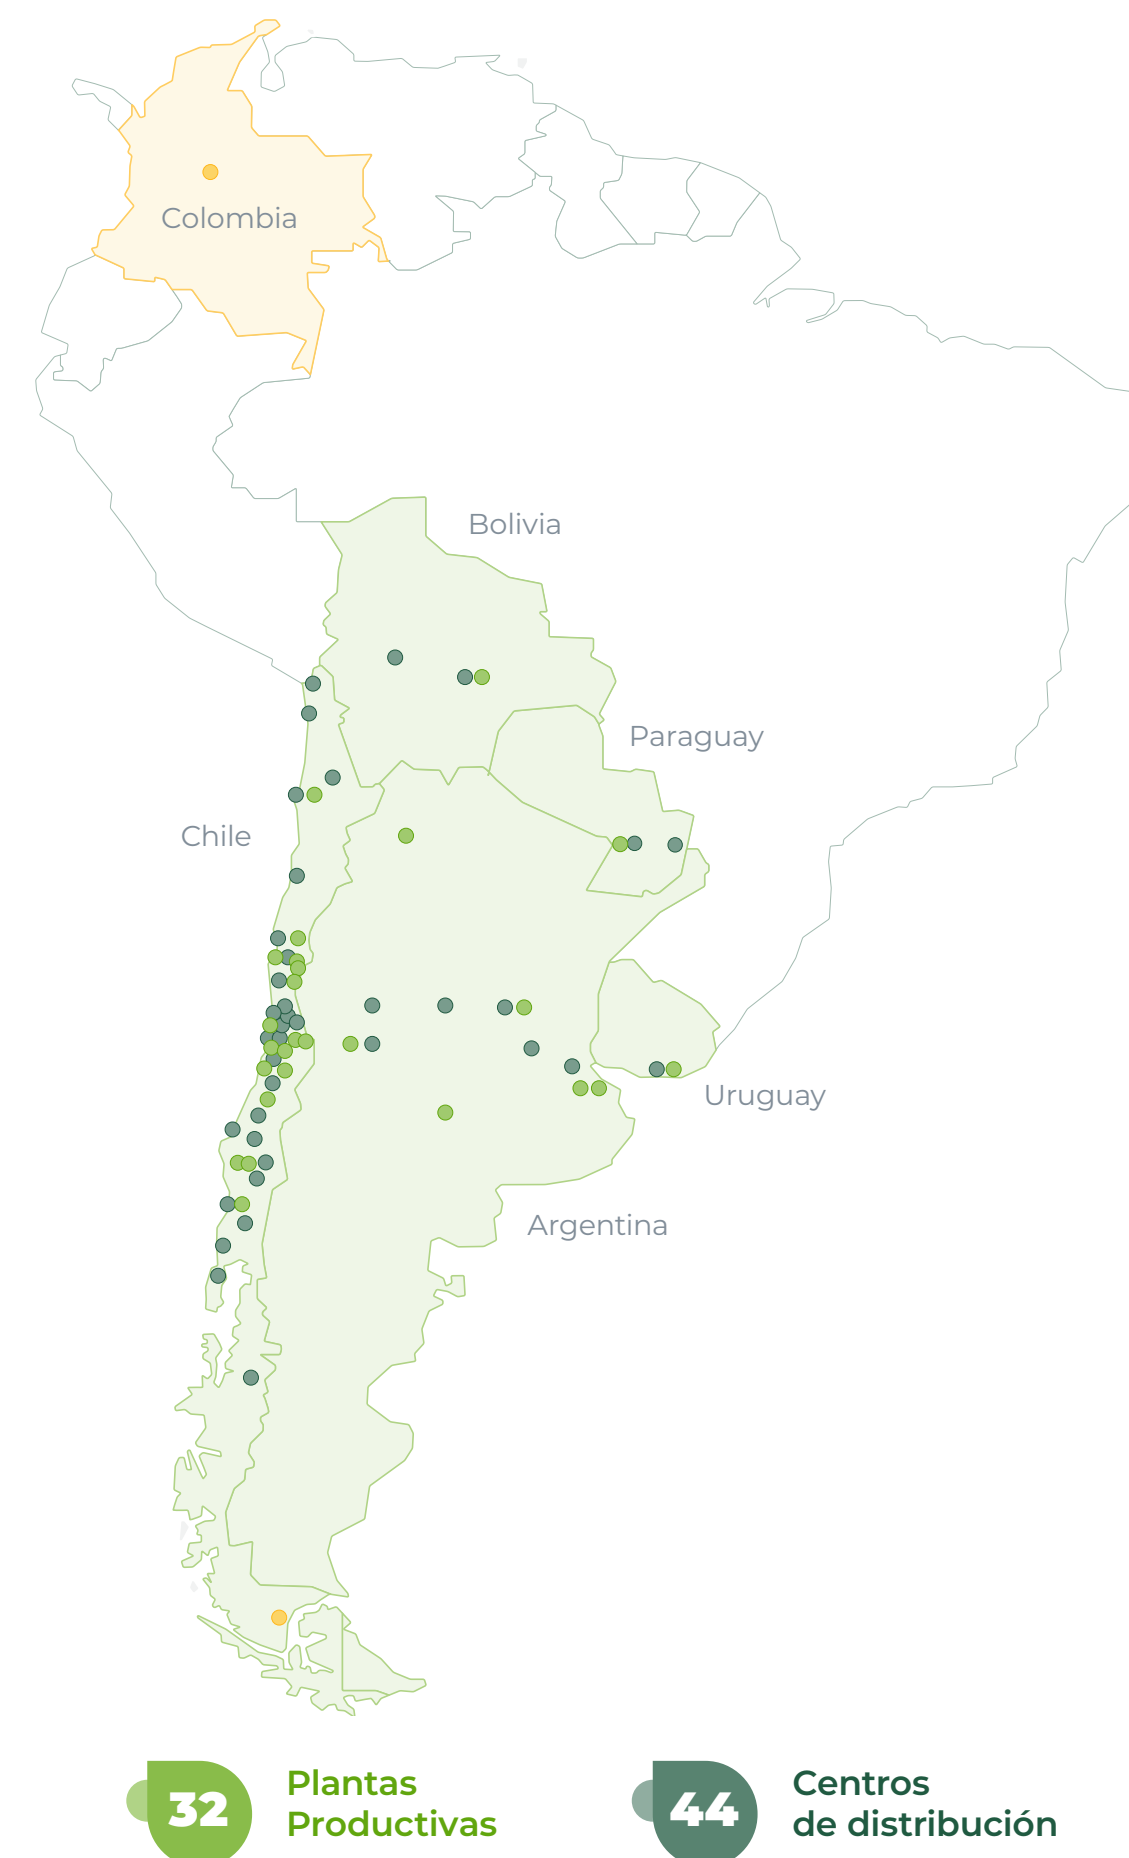 Colombia
Bolivia
Paraguay
Chile
Uruguay
Argentina
32
Plantas
Productivas
44
Centros
de distribución